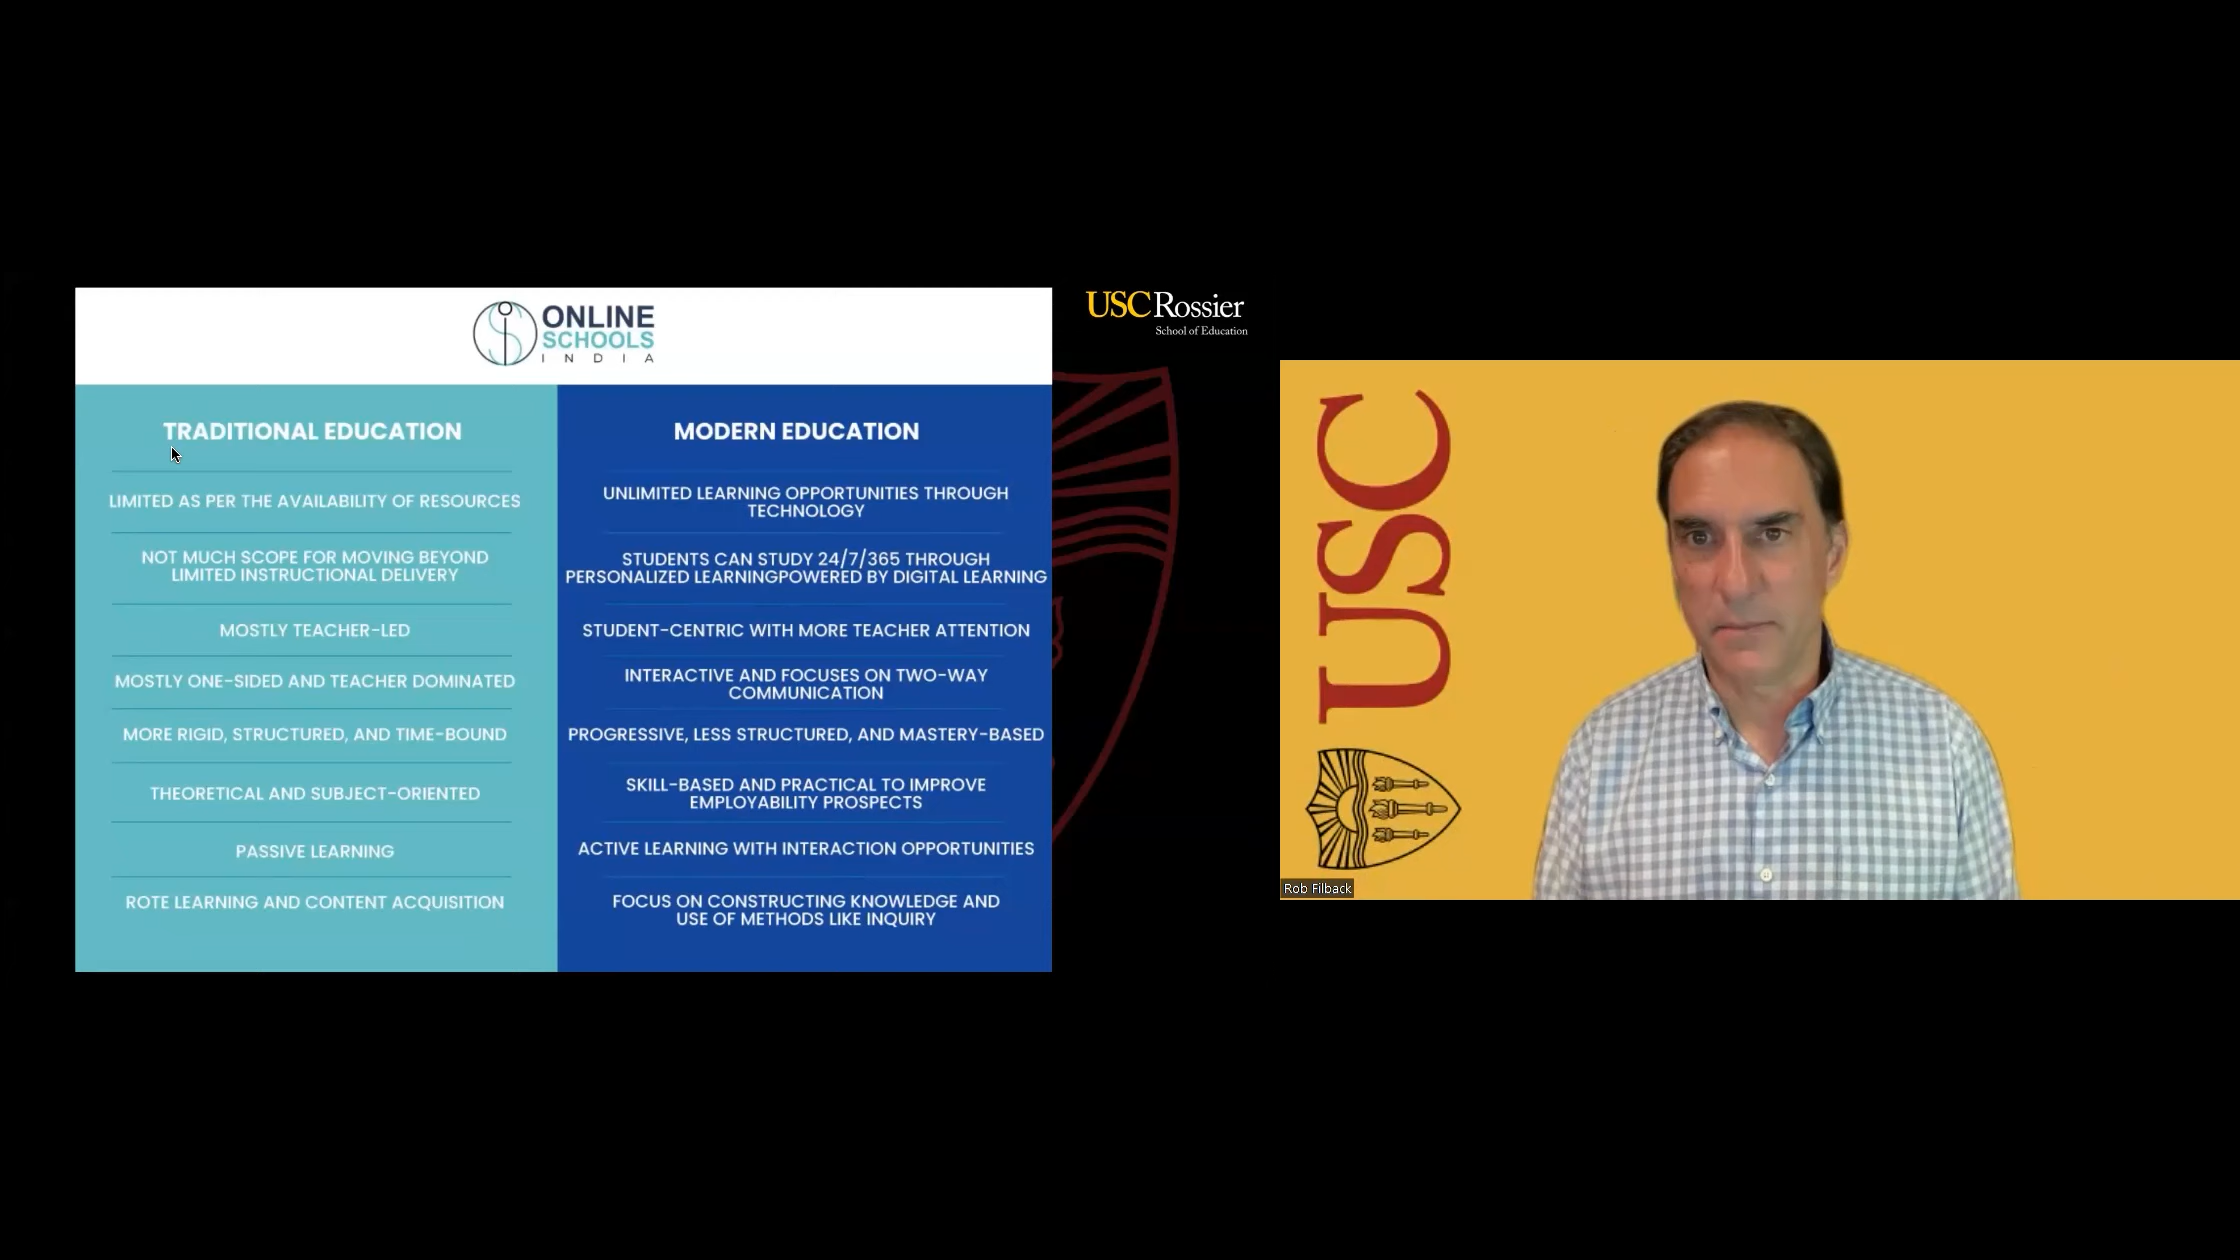 ONLINE
SCHOOLS
INDIA
TRADITIONAL EDUCATION
LIMITED AS PER THE AVAILABILITY OF RESOURCES
NOT MUCH SCOPE FOR MOVING BEYOND
LIMITED INSTRUCTIONAL DELIVERY
MOSTLY TEACHER-LED
MOSTLY ONE-SIDED AND TEACHER DOMINATED
MORE RIGID, STRUCTURED, AND TIME-BOUND
THEORETICAL AND SUBJECT-ORIENTED
PASSIVE LEARNING
ROTE LEARNING AND CONTENT ACQUISITION
MODERN EDUCATION
UNLIMITED LEARNING OPPORTUNITIES THROUGH
TECHNOLOGY
STUDENTS CAN STUDY 24/7/365 THROUGH
PERSONALIZED LEARNINGPOWERED BY DIGITAL LEARNING
STUDENT-CENTRIC WITH MORE TEACHER ATTENTION
INTERACTIVE AND FOCUSES ON TWO-WAY
COMMUNICATION
PROGRESSIVE, LESS STRUCTURED, AND MASTERY-BASED
SKILL-BASED AND PRACTICAL TO IMPROVE
EMPLOYABILITY PROSPECTS
ACTIVE LEARNING WITH INTERACTION OPPORTUNITIES
FOCUS ON CONSTRUCTING KNOWLEDGE AND
USE OF METHODS LIKE INQUIRY
USC Rossier
School of Education
USC
Rob Filback